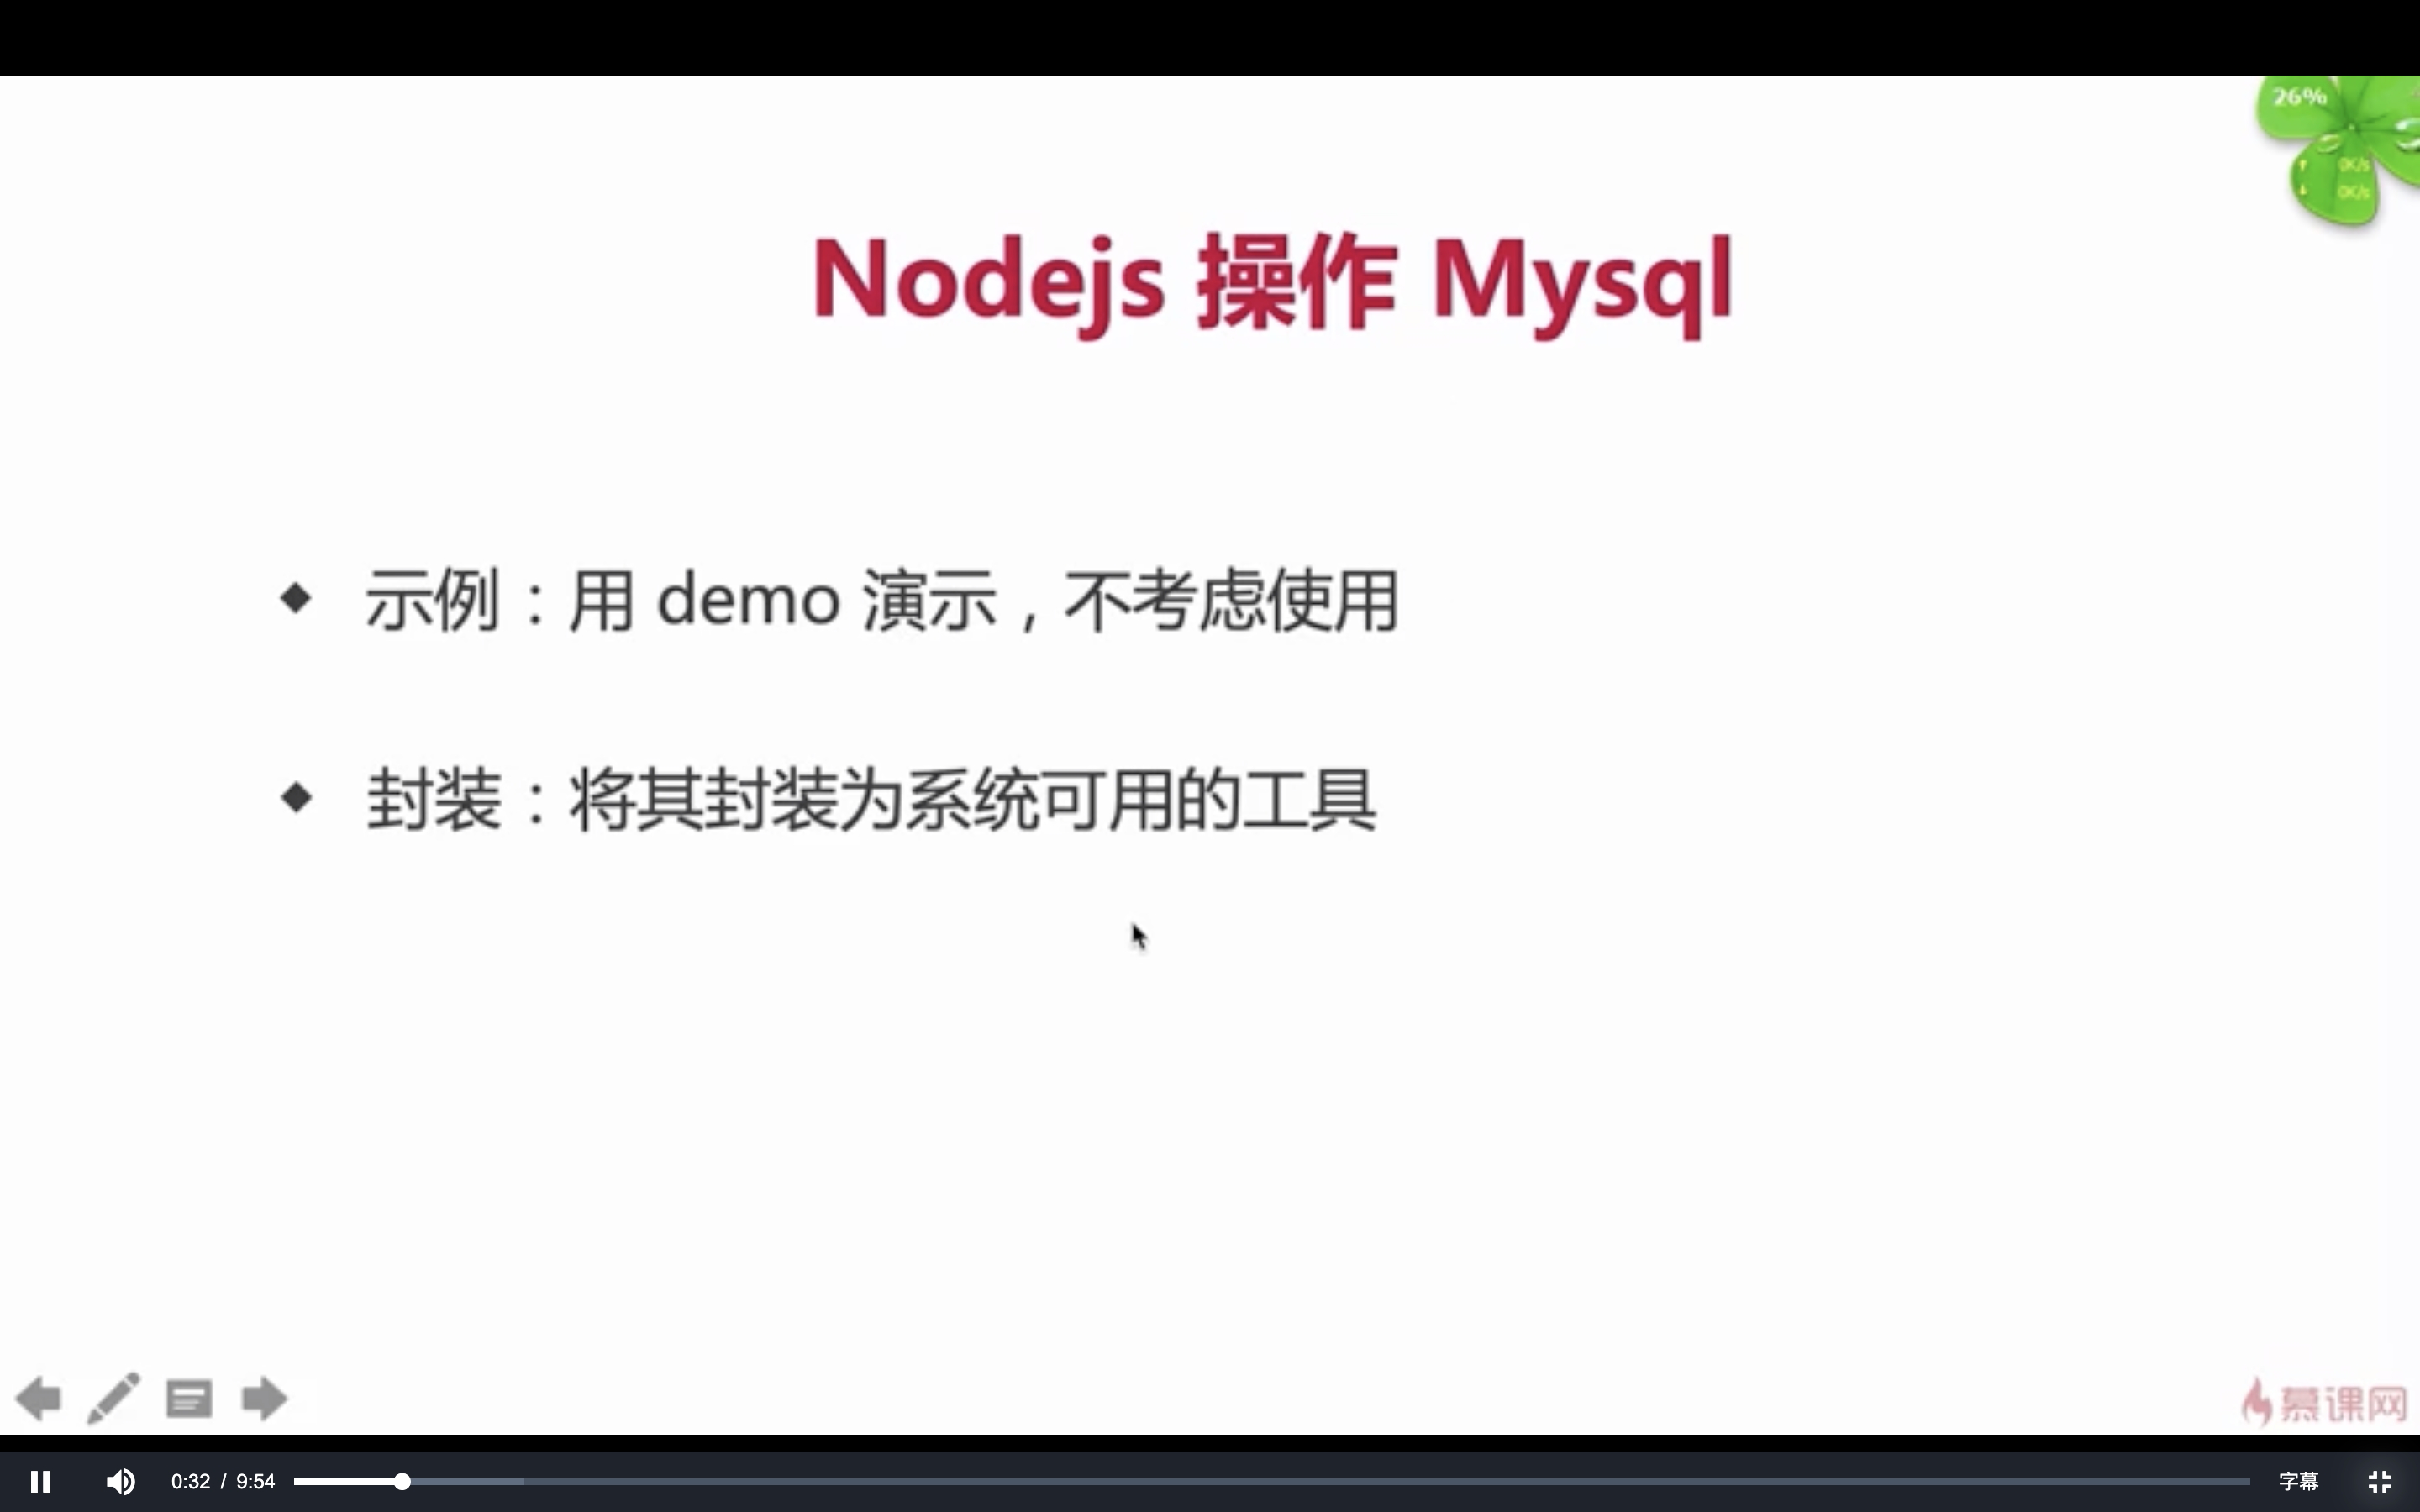 26%
0K/s
0K/s
Nodejs 操作 Mysql
◆ 示例：用 demo 演示，不考虑使用
◆ 封装：将其封装为系统可用的工具
慕课网
0:32 / 9:54
字幕